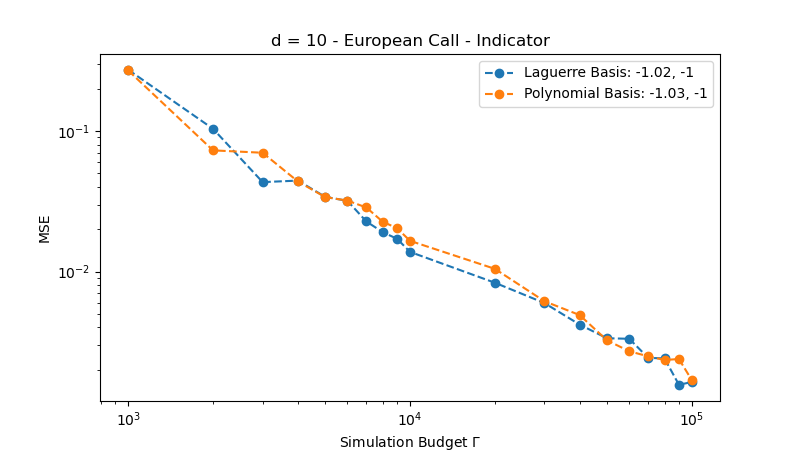 d = 10 - European Call - Indicator
Laguerre Basis: -1.02, -1
Polynomial Basis: -1.03, -1
MSE
10⁻¹
10⁻²
10³
10⁴
10⁵
Simulation Budget Γ